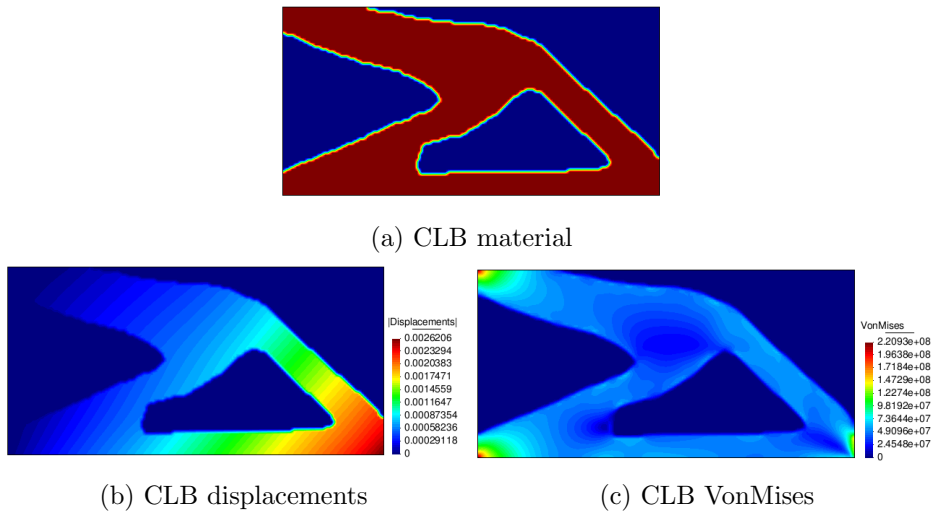 (a) CLB material
|Displacements|
0.0026206
0.0023294
0.0020383
0.0017471
0.0014559
0.0011647
0.00087354
0.00058236
0.00029118
0
VonMises
2.2093e+08
1.9638e+08
1.7184e+08
1.4729e+08
1.2274e+08
9.8192e+07
7.3644e+07
4.9096e+07
2.4548e+07
0
(b) CLB displacements
(c) CLB VonMises